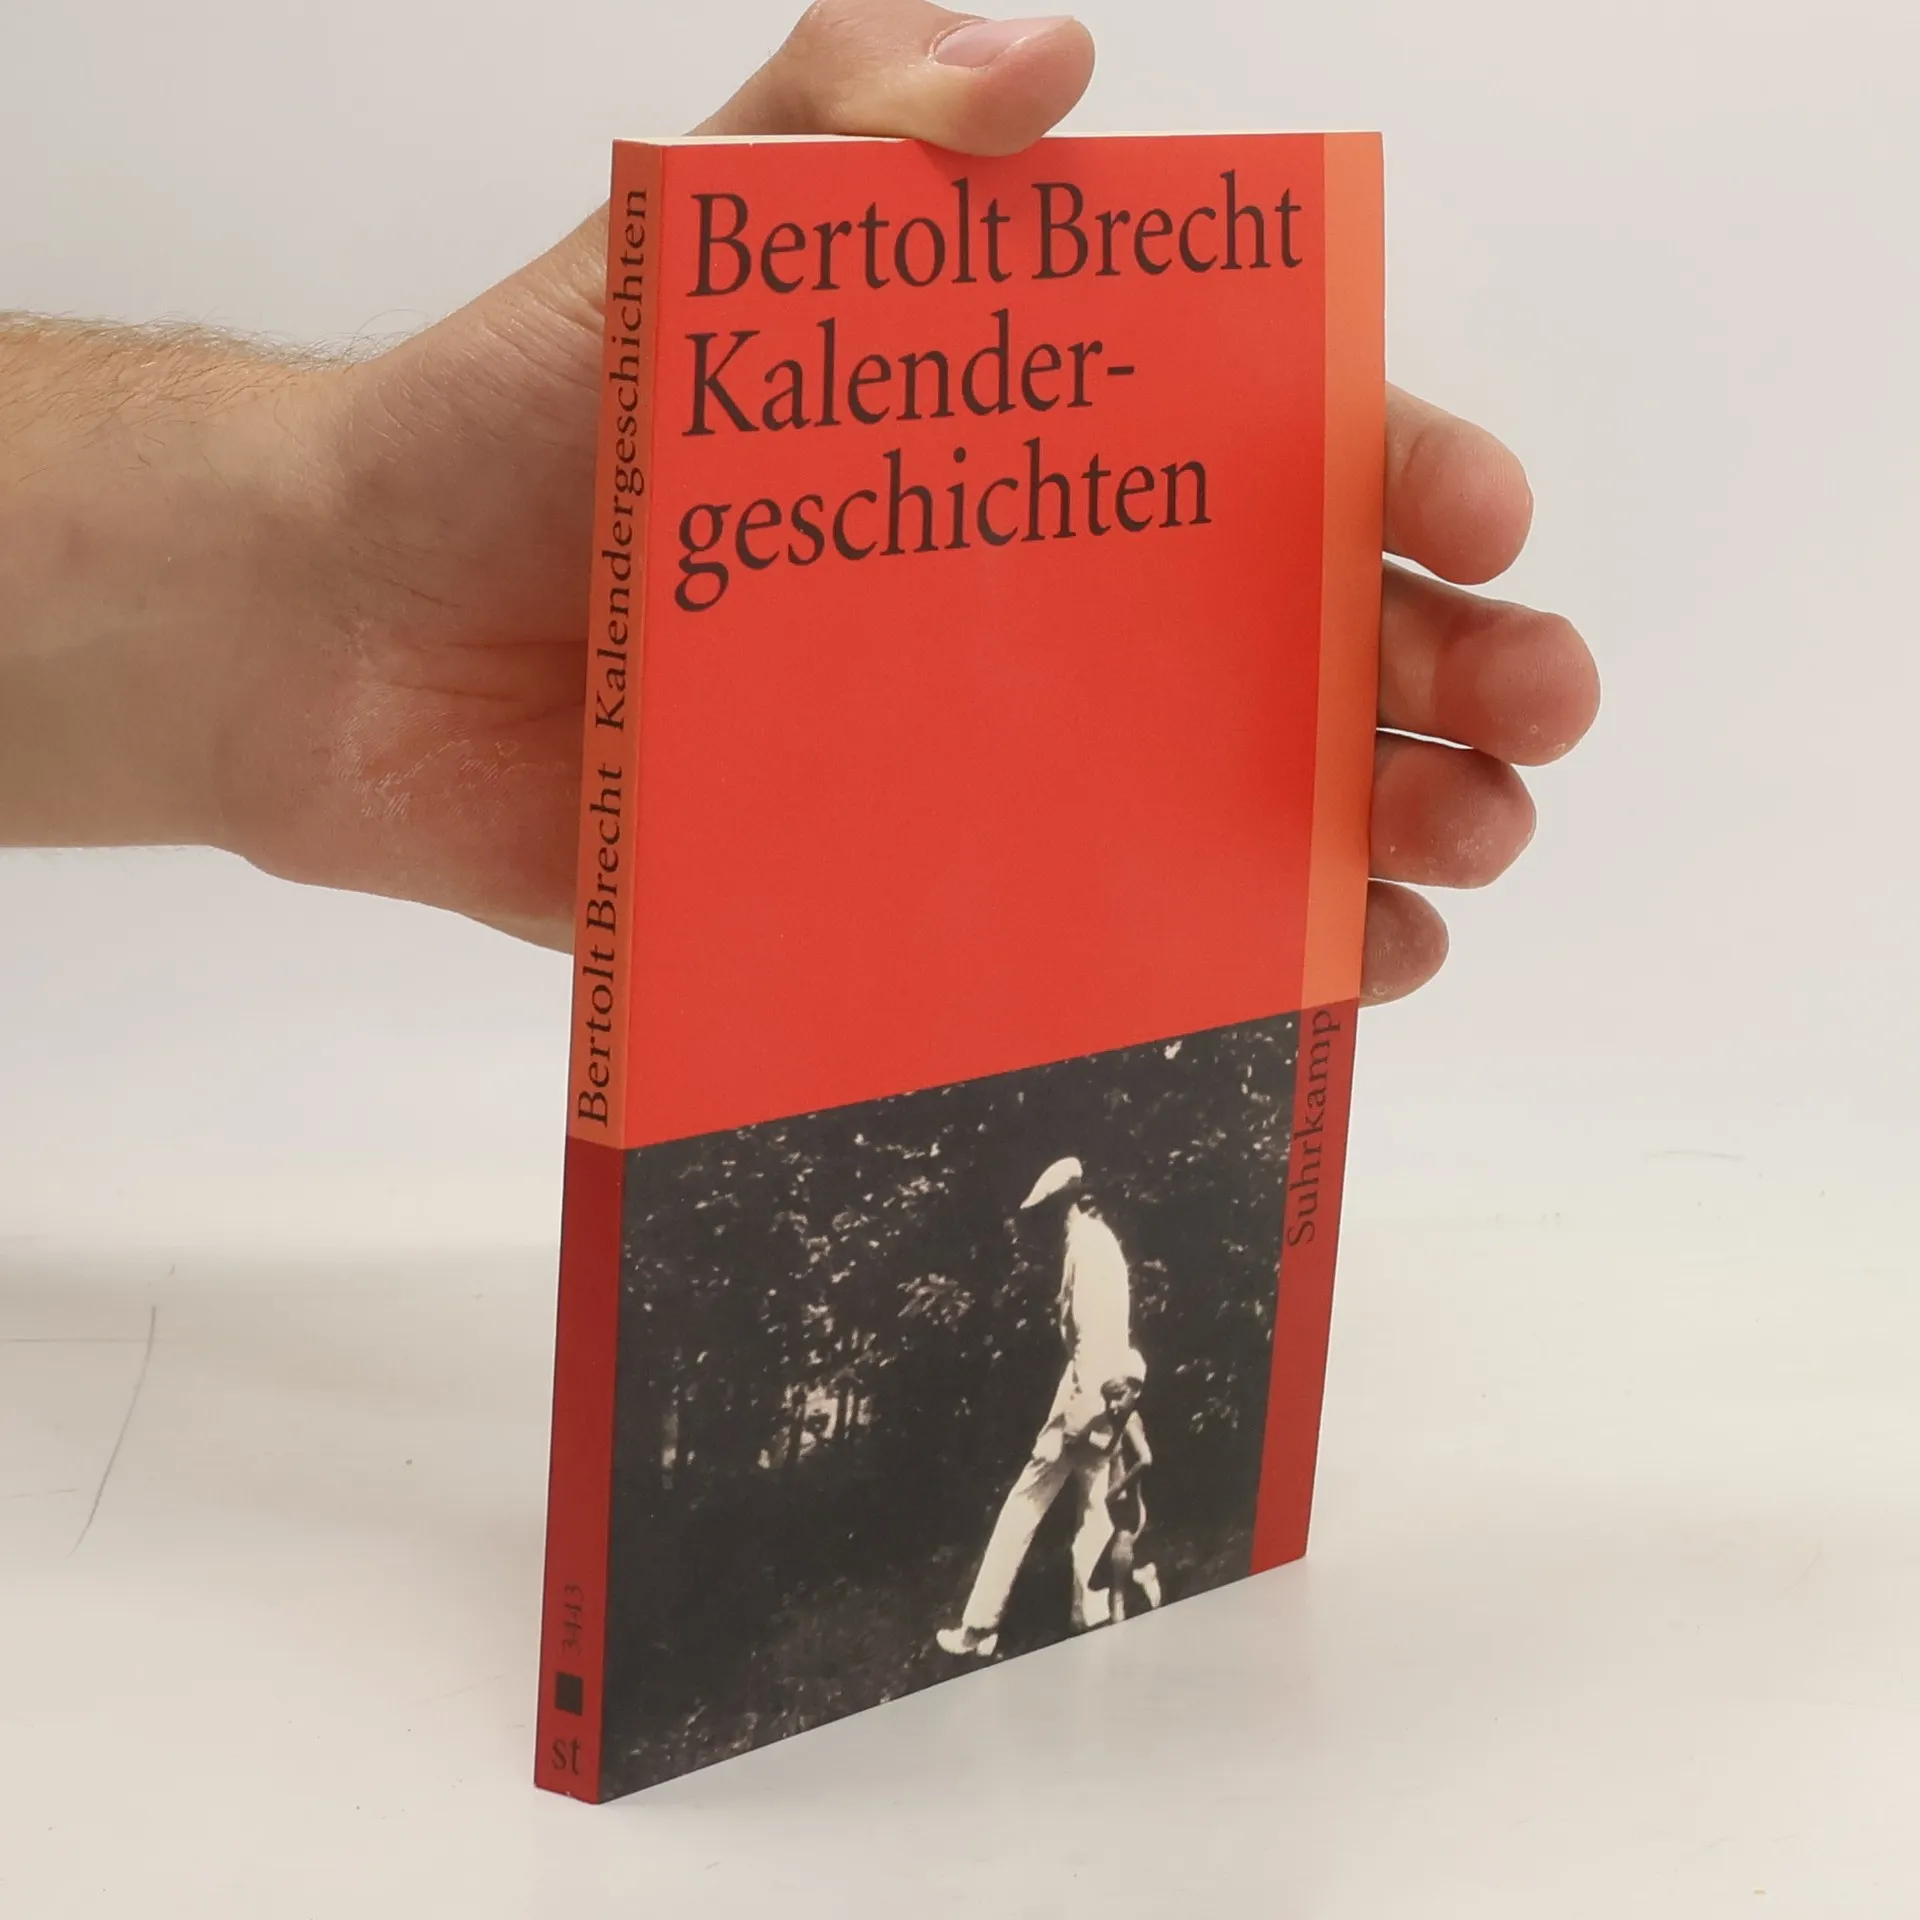 Bertolt Brecht
Kalender-
geschichten
Suhrkamp
Bertolt Brecht Kalendergeschichten
3443
st